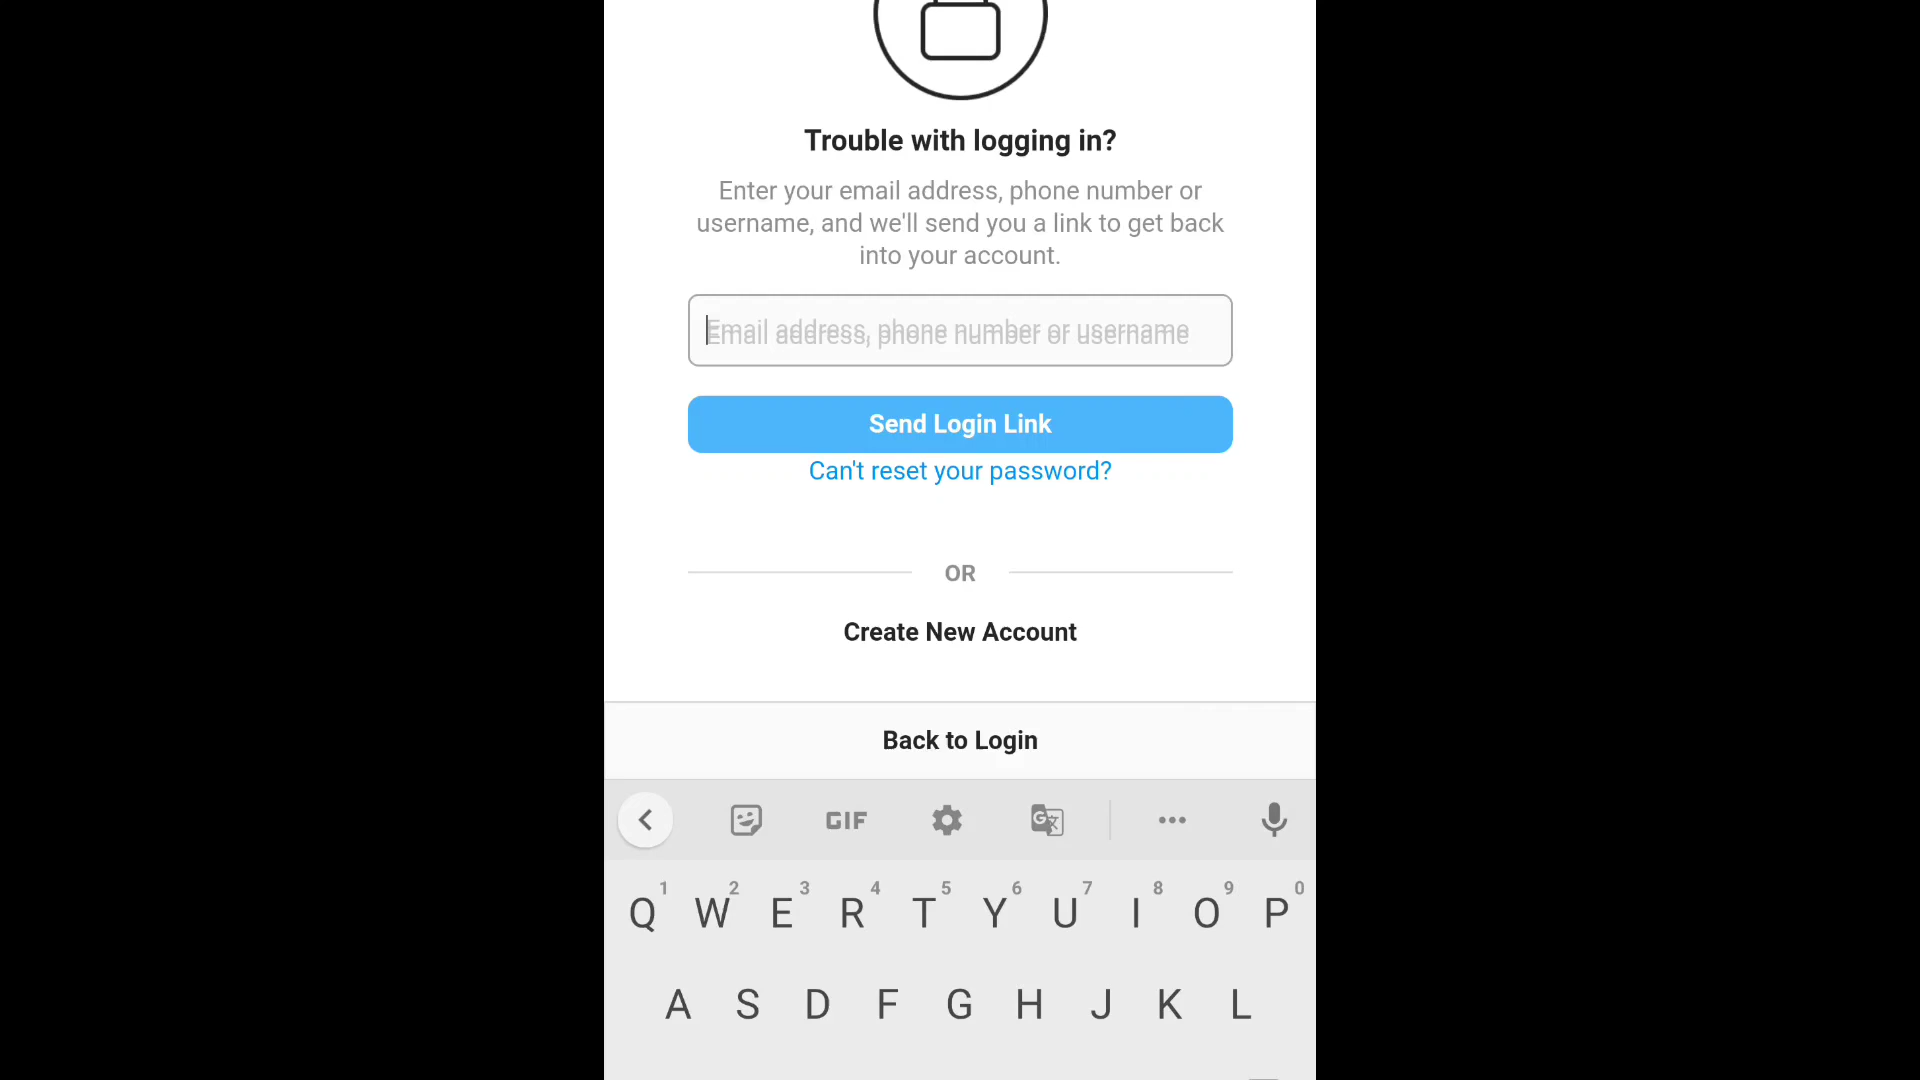 Trouble with logging in?
Enter your email address, phone number or
username, and we'll send you a link to get back
into your account.
Email address, phone number or username
Send Login Link
Can't reset your password?
OR
Create New Account
Back to Login
GIF
1 2 3 4 5 6 7 8 9 0
Q W E R T Y U I O P
A S D F G H J K L